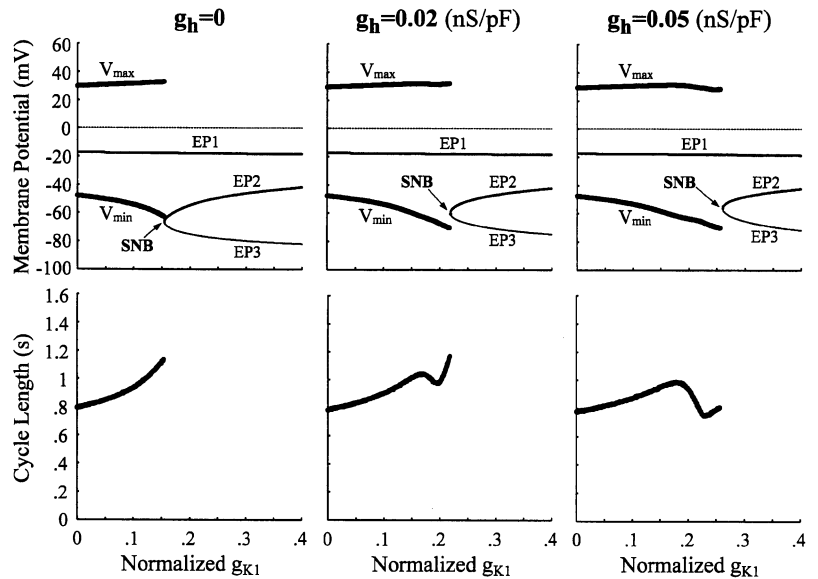 gh=0
gh=0.02 (nS/pF)
gh=0.05 (nS/pF)
Membrane Potential (mV)
60
40
20
0
-20
-40
-60
-80
-100
Vmax
EP1
EP2
Vmin
SNB
EP3
Vmax
EP1
SNB
EP2
Vmin
EP3
Vmax
EP1
SNB
EP2
Vmin
EP3
Cycle Length (s)
1.6
1.4
1.2
1
.8
.6
.4
.2
0
0 .1 .2 .3 .4
Normalized gK1
0 .1 .2 .3 .4
Normalized gK1
0 .1 .2 .3 .4
Normalized gK1